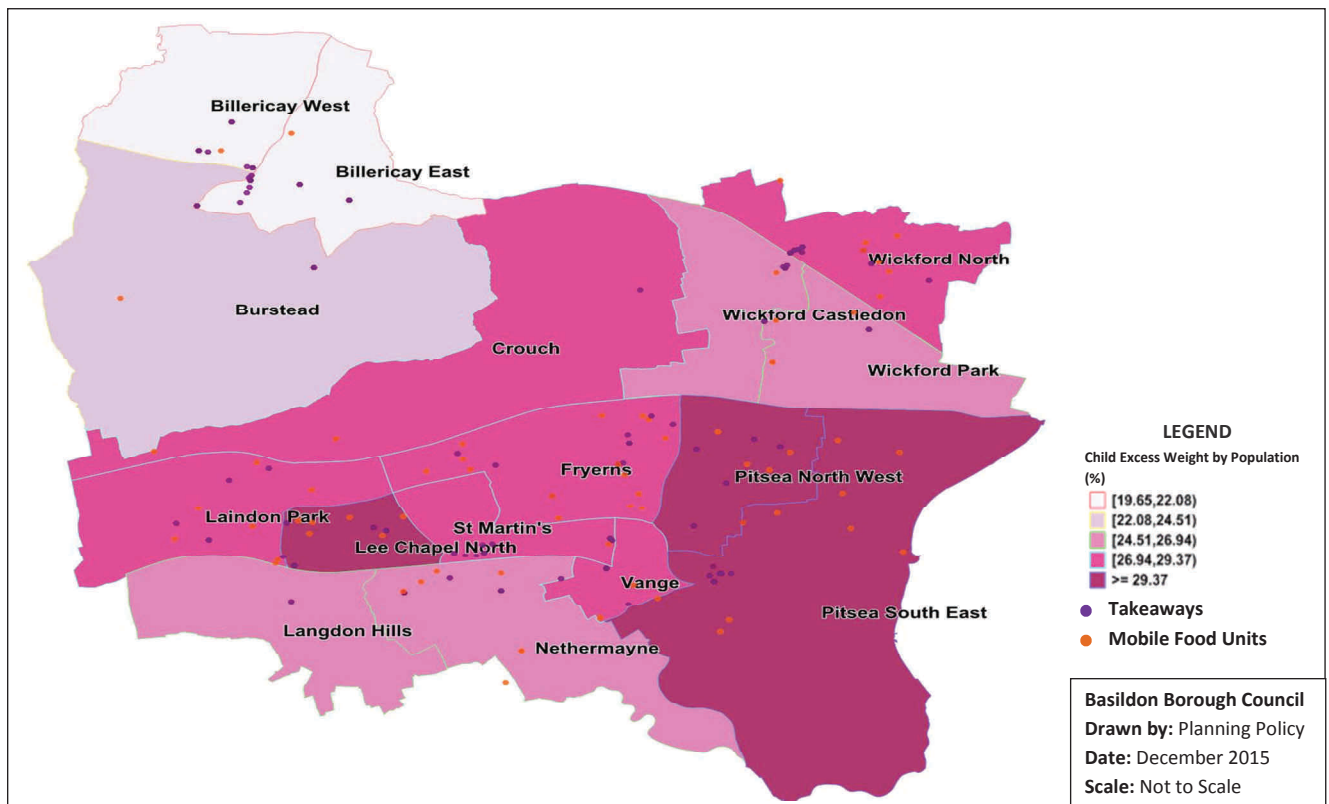 Billericay West
Billericay East
Burstead
Crouch
Wickford North
Wickford Castledon
Wickford Park
Fryerns
Pitsea North West
Laindon Park
St Martin's
Lee Chapel North
Vange
Pitsea South East
Langdon Hills
Nethermayne
LEGEND
Child Excess Weight by Population
(%)
[19.65,22.08)
[22.08,24.51)
[24.51,26.94)
[26.94,29.37)
>= 29.37
Takeaways
Mobile Food Units
Basildon Borough Council
Drawn by: Planning Policy
Date: December 2015
Scale: Not to Scale